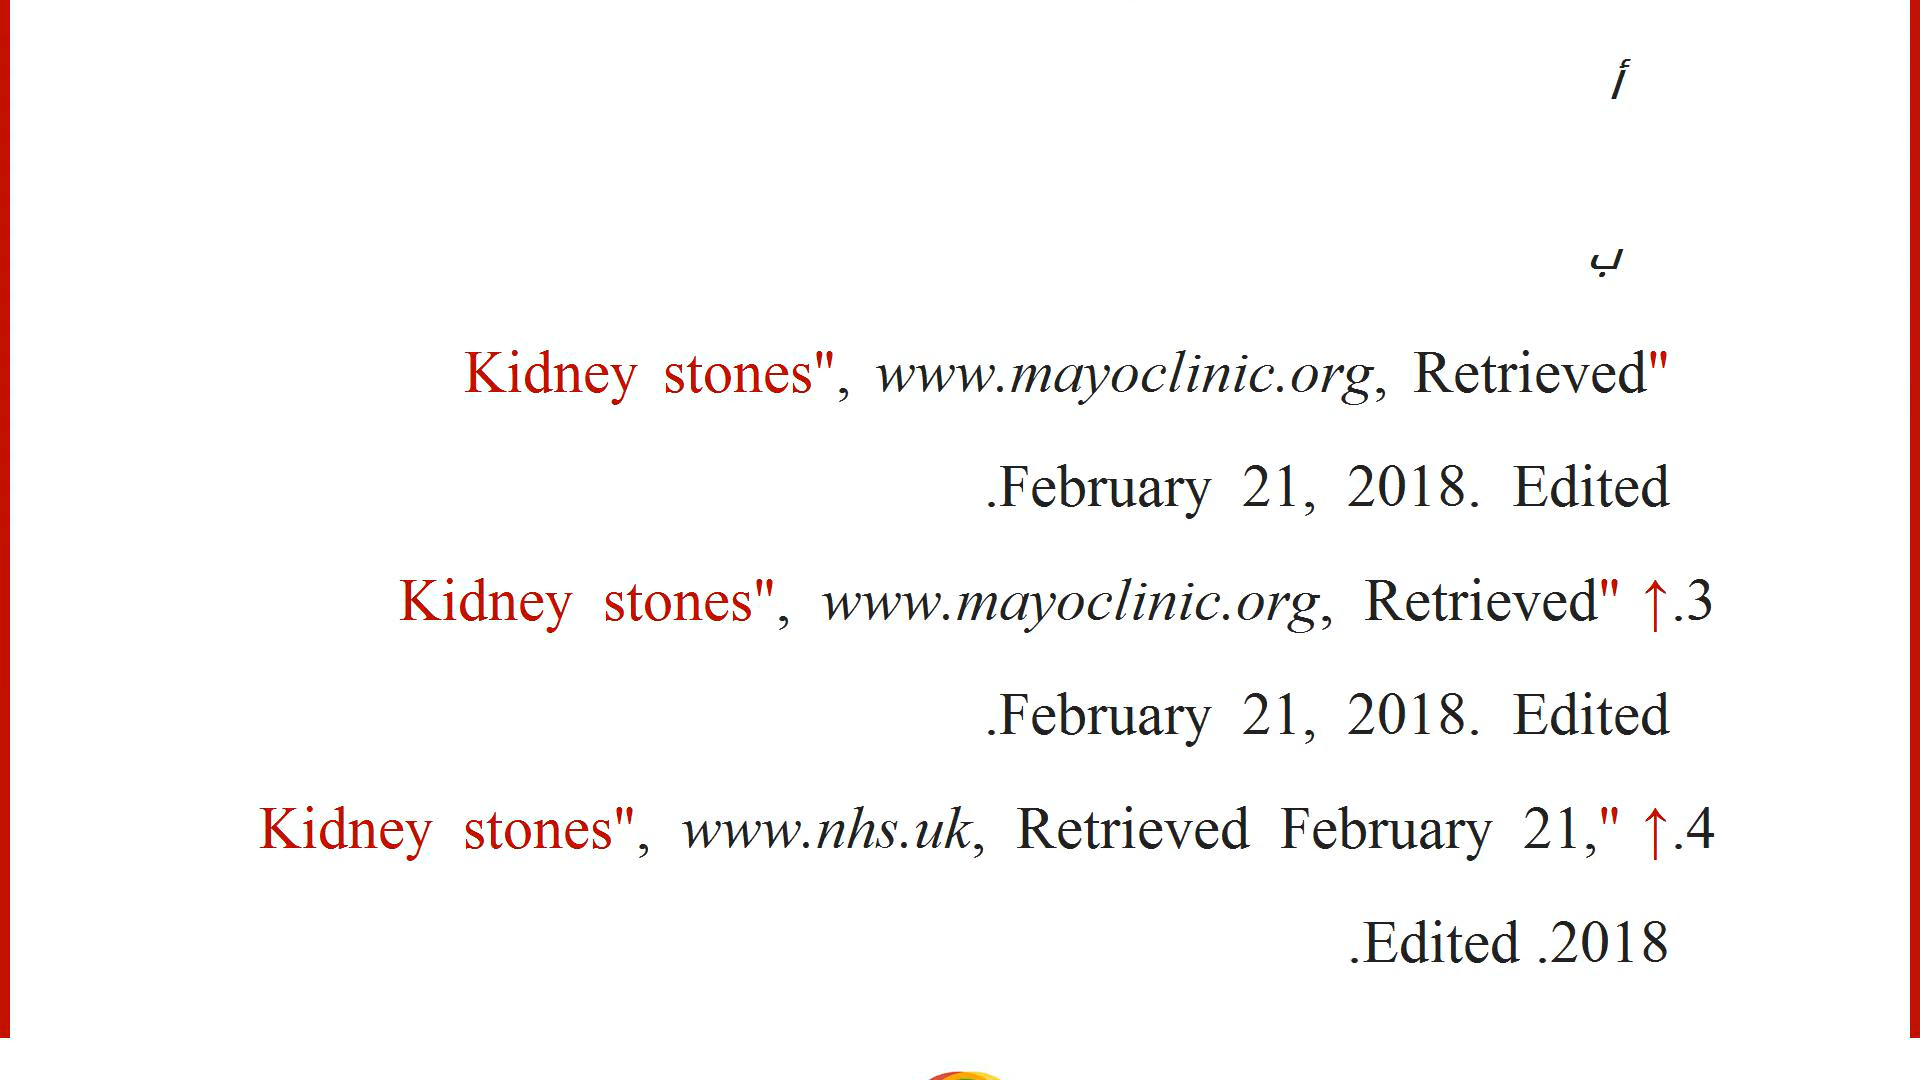 أ
ب
"Kidney stones", www.mayoclinic.org, Retrieved
February 21, 2018. Edited.
3.↑ "Kidney stones", www.mayoclinic.org, Retrieved
February 21, 2018. Edited.
4.↑ "Kidney stones", www.nhs.uk, Retrieved February 21,
2018. Edited.